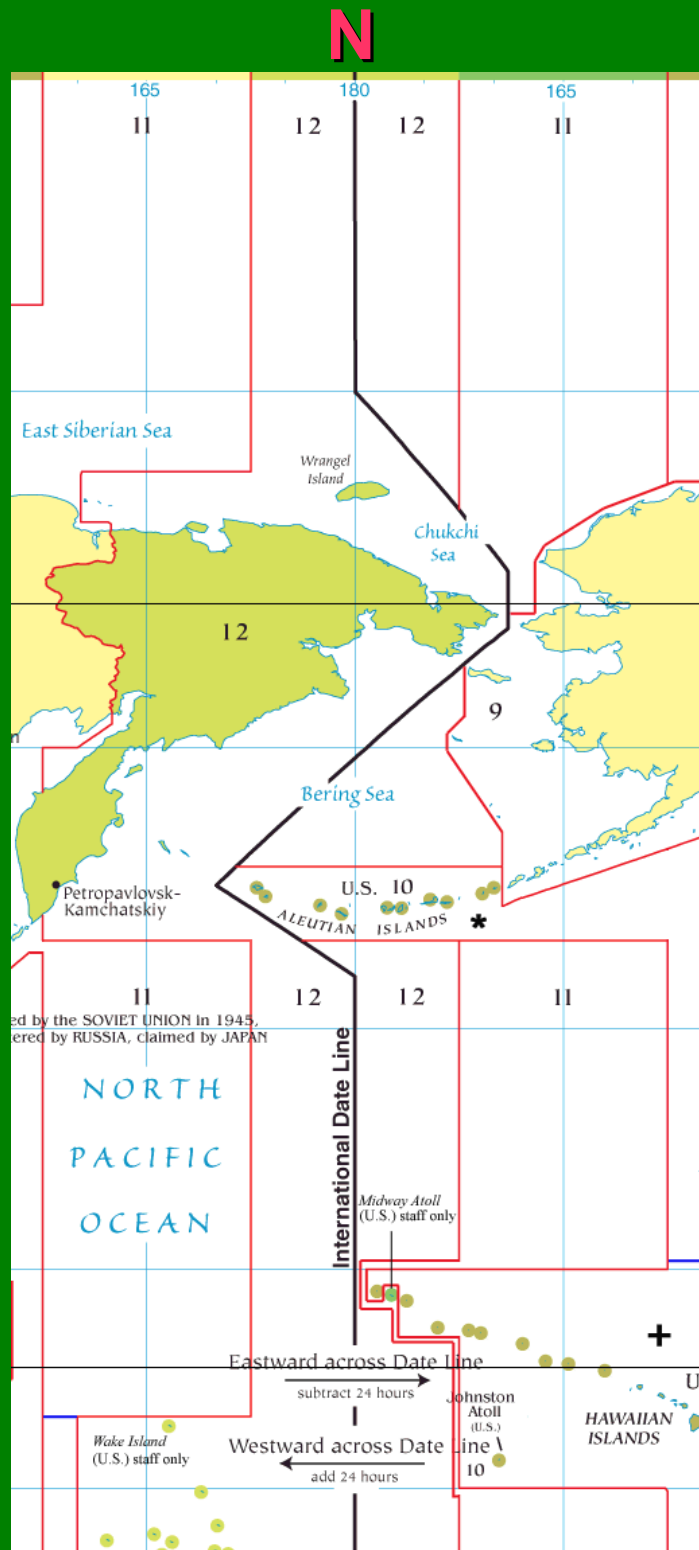 N
165
180
165
11
12
12
11
East Siberian Sea
Wrangel
Island
Chukchi
Sea
12
9
Bering Sea
U.S. 10
Petropavlovsk-
Kamchatskiy
ALEUTIAN ISLANDS
*
11
12
12
11
ed by the SOVIET UNION in 1945,
ered by RUSSIA, claimed by JAPAN
NORTH
PACIFIC
OCEAN
International Date Line
Midway Atoll
(U.S.) staff only
+
Eastward across Date Line
subtract 24 hours
U
Johnston
Atoll
(U.S.)
HAWAIIAN
ISLANDS
Wake Island
(U.S.) staff only
Westward across Date Line
add 24 hours
10